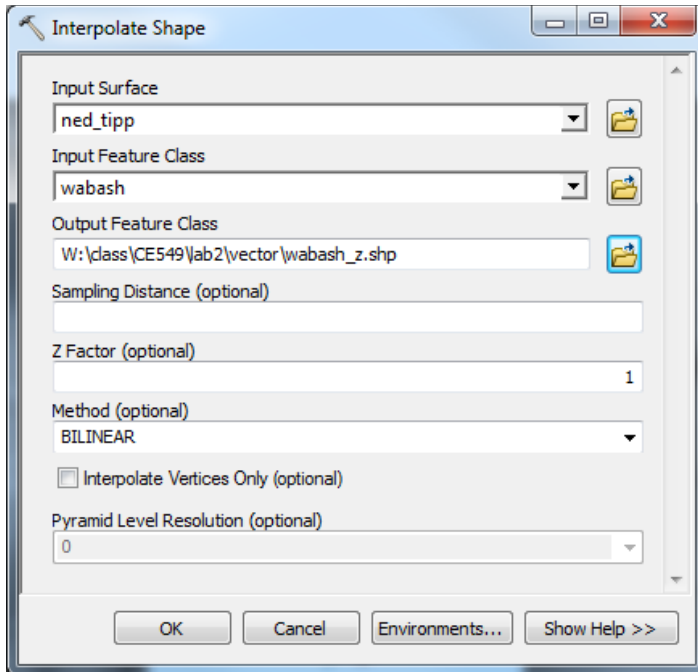 Interpolate Shape
Input Surface
ned_tipp
Input Feature Class
wabash
Output Feature Class
W:\class\CE549\lab2\vector\wabash_z.shp
Sampling Distance (optional)
Z Factor (optional)
1
Method (optional)
BILINEAR
Interpolate Vertices Only (optional)
Pyramid Level Resolution (optional)
0
OK Cancel Environments... Show Help >>